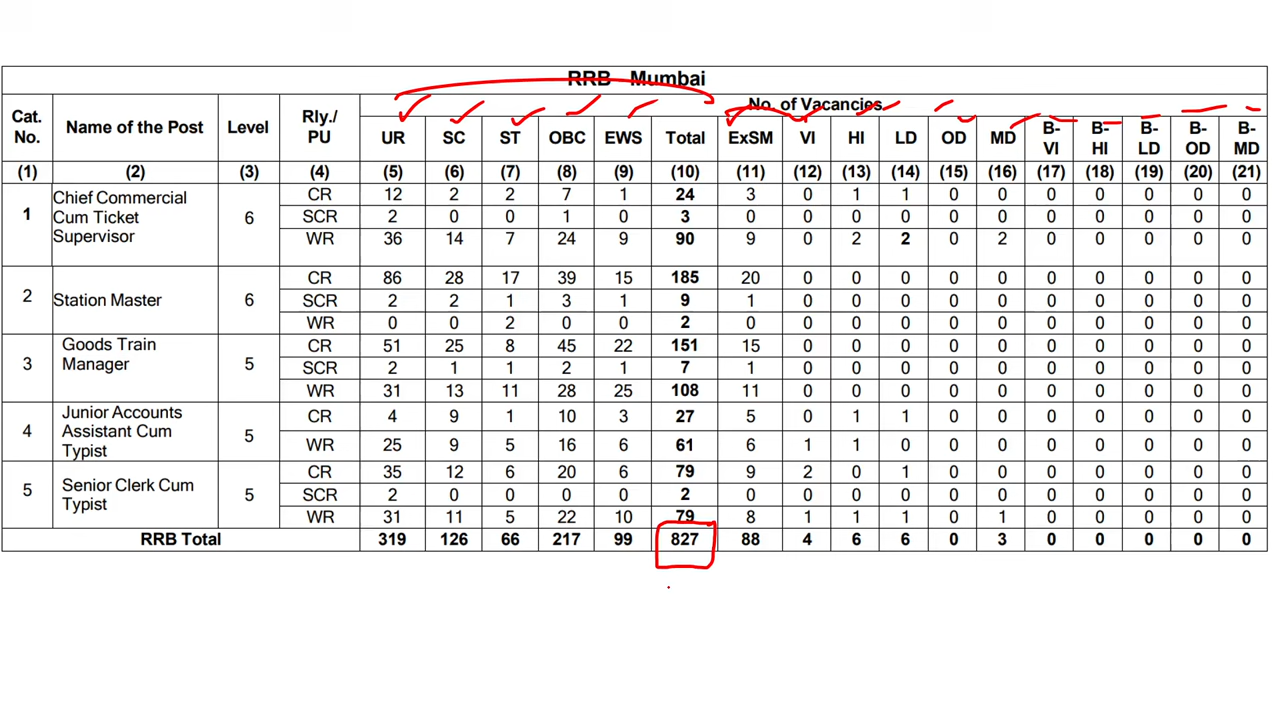 RRB Mumbai
Cat. No. Name of the Post Level Rly./ PU No. of Vacancies
UR SC ST OBC EWS Total ExSM VI HI LD OD MD B-VI B-HI B-LD B-OD B-MD
(1) (2) (3) (4) (5) (6) (7) (8) (9) (10) (11) (12) (13) (14) (15) (16) (17) (18) (19) (20) (21)
1 Chief Commercial Cum Ticket Supervisor 6 CR 12 2 2 7 1 24 3 0 1 1 0 0 0 0 0 0 0
SCR 2 0 0 1 0 3 0 0 0 0 0 0 0 0 0 0 0
WR 36 14 7 24 9 90 9 0 2 2 0 2 0 0 0 0 0
2 Station Master 6 CR 86 28 17 39 15 185 20 0 0 0 0 0 0 0 0 0 0
SCR 2 2 1 3 1 9 1 0 0 0 0 0 0 0 0 0 0
WR 0 0 2 0 0 2 0 0 0 0 0 0 0 0 0 0 0
3 Goods Train Manager 5 CR 51 25 8 45 22 151 15 0 0 0 0 0 0 0 0 0 0
SCR 2 1 1 2 1 7 1 0 0 0 0 0 0 0 0 0 0
WR 31 13 11 28 25 108 11 0 0 0 0 0 0 0 0 0 0
4 Junior Accounts Assistant Cum Typist 5 CR 4 9 1 10 3 27 5 0 1 1 0 0 0 0 0 0 0
WR 25 9 5 16 6 61 6 1 1 0 0 0 0 0 0 0 0
5 Senior Clerk Cum Typist 5 CR 35 12 6 20 6 79 9 2 0 1 0 0 0 0 0 0 0
SCR 2 0 0 0 0 2 0 0 0 0 0 0 0 0 0 0 0
WR 31 11 5 22 10 79 8 1 1 1 0 1 0 0 0 0 0
RRB Total 319 126 66 217 99 827 88 4 6 6 0 3 0 0 0 0 0